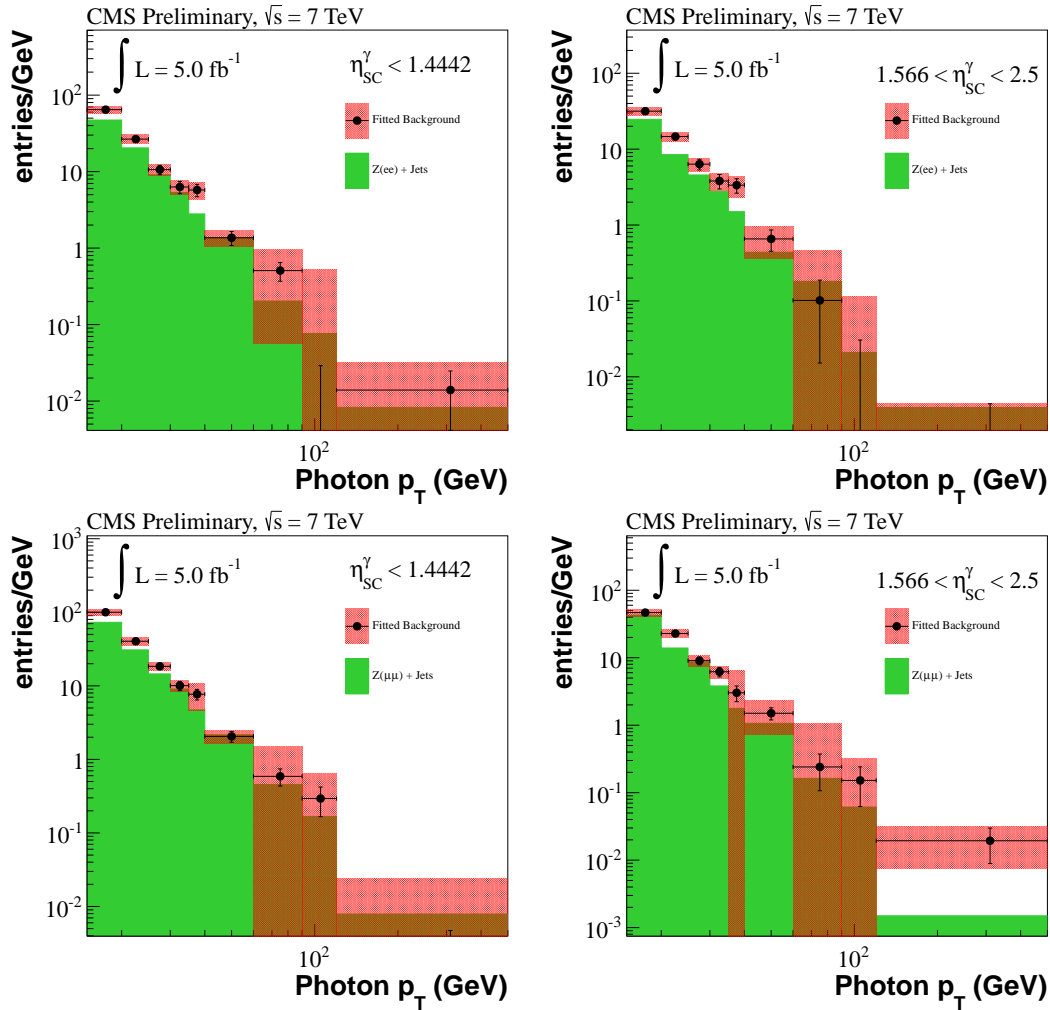 CMS Preliminary, √s = 7 TeV
entries/GeV
∫ L = 5.0 fb⁻¹
η_SC^γ < 1.4442
Fitted Background
Z(ee) + Jets
10²
10
1
10⁻¹
10⁻²
10²
Photon p_T (GeV)
CMS Preliminary, √s = 7 TeV
entries/GeV
∫ L = 5.0 fb⁻¹
1.566 < η_SC^γ < 2.5
Fitted Background
Z(ee) + Jets
10²
10
1
10⁻¹
10⁻²
10²
Photon p_T (GeV)
CMS Preliminary, √s = 7 TeV
entries/GeV
10³
∫ L = 5.0 fb⁻¹
η_SC^γ < 1.4442
Fitted Background
Z(μμ) + Jets
10²
10
1
10⁻¹
10⁻²
10²
Photon p_T (GeV)
CMS Preliminary, √s = 7 TeV
entries/GeV
∫ L = 5.0 fb⁻¹
1.566 < η_SC^γ < 2.5
Fitted Background
Z(μμ) + Jets
10²
10
1
10⁻¹
10⁻²
10⁻³
10²
Photon p_T (GeV)